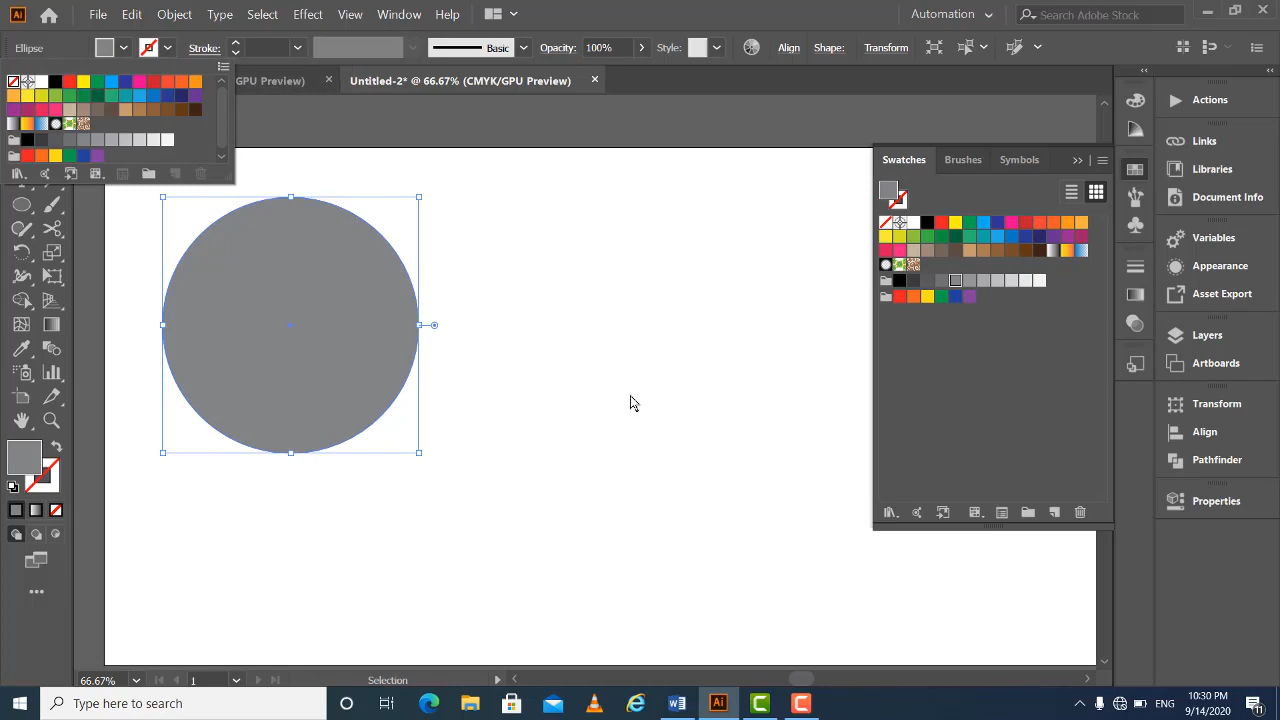 Ai File Edit Object Type Select Effect View Window Help Automation Search Adobe Stock
Ellipse Stroke: Basic Opacity: 100% Style: Align Shape: Transform
GPU Preview) × Untitled-2* @ 66.67% (CMYK/GPU Preview) ×
Swatches Brushes Symbols
Actions
Links
Libraries
Document Info
Variables
Appearance
Asset Export
Layers
Artboards
Transform
Align
Pathfinder
Properties
66.67% 1 Selection
Type here to search
Ai
ENG
10:30 PM
9/14/2020